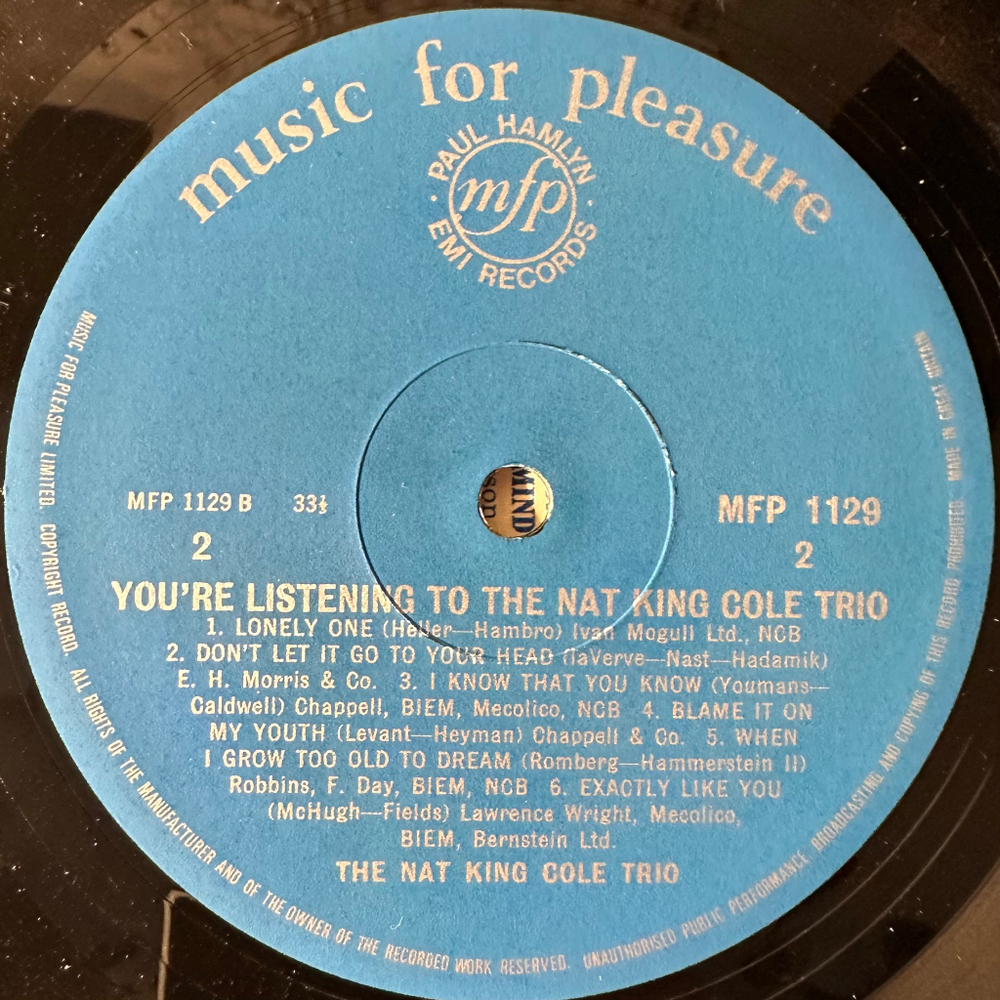 music for pleasure
PAUL HAMLYN
mfp
EMI RECORDS
MFP 1129 B 33⅓
2
MFP 1129
2
YOU'RE LISTENING TO THE NAT KING COLE TRIO
1. LONELY ONE (Heller—Hambro) Ivan Mogull Ltd., NCB
2. DON'T LET IT GO TO YOUR HEAD (laVerve—Nast—Hadamik)
E. H. Morris & Co. 3. I KNOW THAT YOU KNOW (Youmans—
Caldwell) Chappell, BIEM, Mecolico, NCB 4. BLAME IT ON
MY YOUTH (Levant—Heyman) Chappell & Co. 5. WHEN
I GROW TOO OLD TO DREAM (Romberg—Hammerstein II)
Robbins, F. Day, BIEM, NCB 6. EXACTLY LIKE YOU
(McHugh—Fields) Lawrence Wright, Mecolico,
BIEM, Bernstein Ltd.
THE NAT KING COLE TRIO
MUSIC FOR PLEASURE LIMITED. COPYRIGHT RECORD. ALL RIGHTS OF THE MANUFACTURER AND OF THE OWNER OF THE RECORDED WORK RESERVED. UNAUTHORISED PUBLIC PERFORMANCE BROADCASTING AND COPYING OF THIS RECORD PROHIBITED MADE IN GREAT BRITAIN
MIND
son